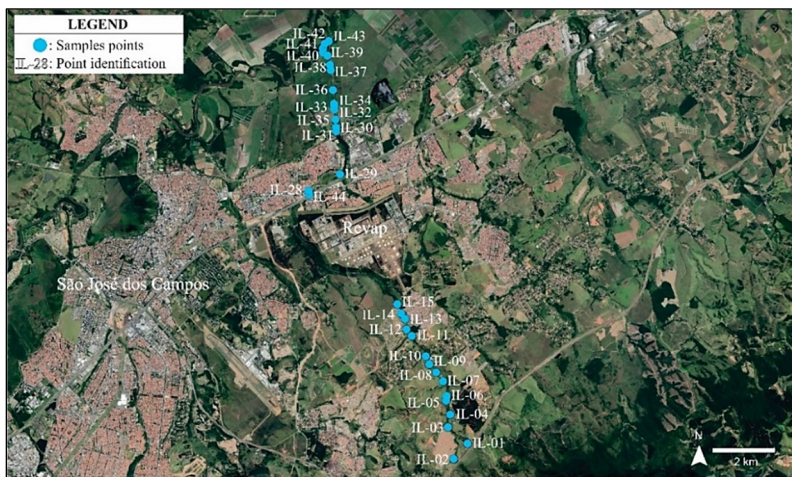 LEGEND
: Samples points
IL-28: Point identification
IL-42
IL-43
IL-41
IL-39
IL-40
IL-38
IL-37
IL-36
IL-34
IL-33
IL-32
IL-35
IL-30
IL-31
IL-29
IL-28
IL-44
Revap
São José dos Campos
IL-15
IL-14
IL-13
IL-12
IL-11
IL-10
IL-09
IL-08
IL-07
IL-06
IL-05
IL-04
IL-03
IL-01
IL-02
N
2 km